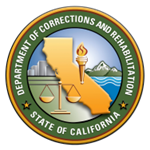 DEPARTMENT OF CORRECTIONS AND REHABILITATION
STATE OF CALIFORNIA